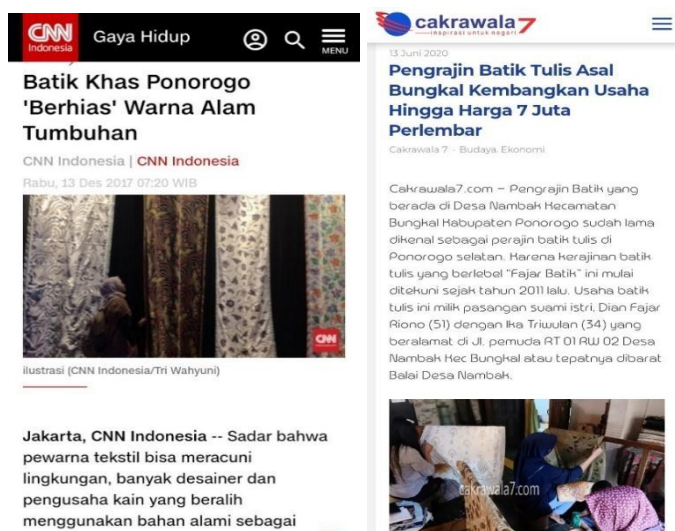 CNN
Indonesia
Gaya Hidup
MENU
Batik Khas Ponorogo
'Berhias' Warna Alam
Tumbuhan
CNN Indonesia | CNN Indonesia
Rabu, 13 Des 2017 07:20 WIB
CNN
ilustrasi (CNN Indonesia/Tri Wahyuni)
Jakarta, CNN Indonesia -- Sadar bahwa
pewarna tekstil bisa meracuni
lingkungan, banyak desainer dan
pengusaha kain yang beralih
menggunakan bahan alami sebagai
cakrawala7
inspirasi untuk negeri
13 Juni 2020
Pengrajin Batik Tulis Asal
Bungkal Kembangkan Usaha
Hingga Harga 7 Juta
Perlembar
Cakrawala 7 - Budaya, Ekonomi
Cakrawala7.com – Pengrajin Batik yang
berada di Desa Nambak Kecamatan
Bungkal Kabupaten Ponorogo sudah lama
dikenal sebagai perajin batik tulis di
Ponorogo selatan. Karena kerajinan batik
tulis yang berlebel "Fajar Batik" ini mulai
ditekuni sejak tahun 2011 lalu. Usaha batik
tulis ini milik pasangan suami istri, Dian Fajar
Riono (51) dengan Ika Triwulan (34) yang
beralamat di Jl. pemuda RT 01 RW 02 Desa
Nambak Kec Bungkal atau tepatnya dibarat
Balai Desa Nambak.
cakrawala7.com